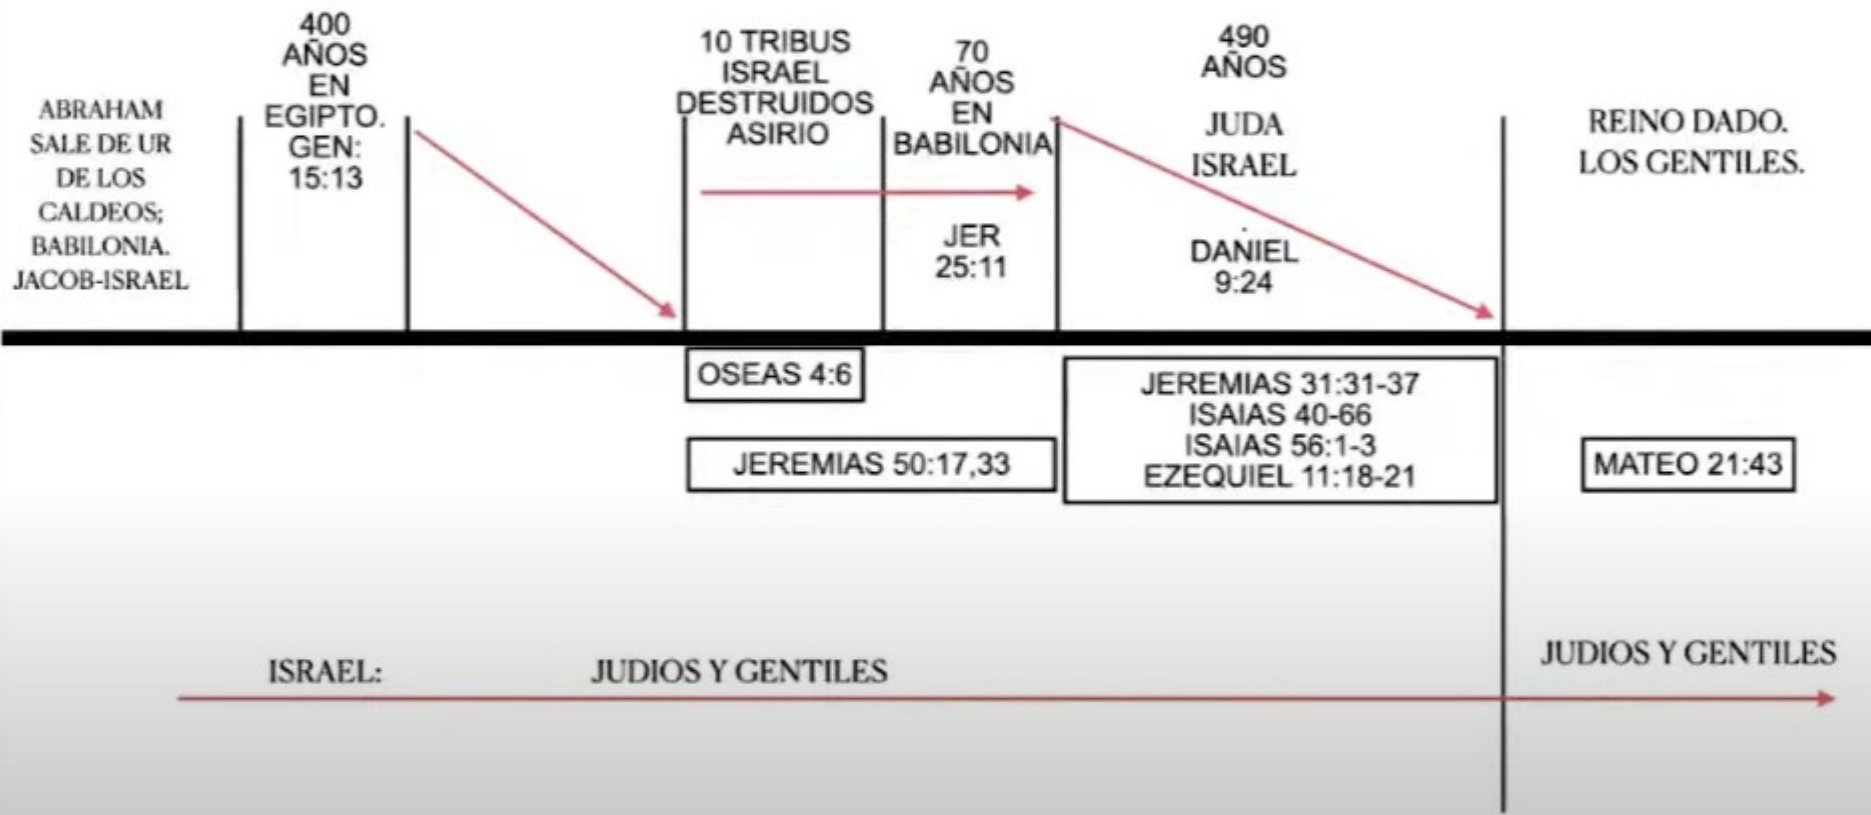 ABRAHAM
SALE DE UR
DE LOS
CALDEOS;
BABILONIA.
JACOB-ISRAEL
400
AÑOS
EN
EGIPTO.
GEN:
15:13
10 TRIBUS
ISRAEL
DESTRUIDOS
ASIRIO
70
AÑOS
EN
BABILONIA
JER
25:11
490
AÑOS
JUDA
ISRAEL
DANIEL
9:24
REINO DADO.
LOS GENTILES.
OSEAS 4:6
JEREMIAS 50:17,33
JEREMIAS 31:31-37
ISAIAS 40-66
ISAIAS 56:1-3
EZEQUIEL 11:18-21
MATEO 21:43
ISRAEL: JUDIOS Y GENTILES
JUDIOS Y GENTILES